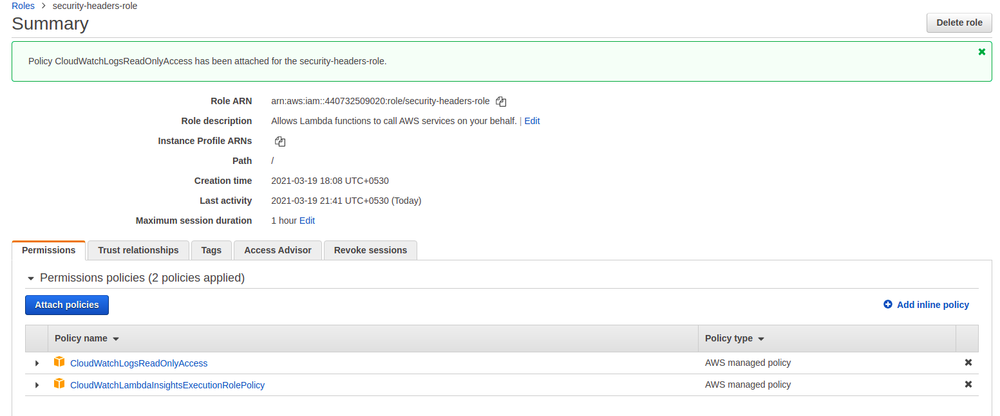 Roles > security-headers-role
Summary
Delete role
Policy CloudWatchLogsReadOnlyAccess has been attached for the security-headers-role.
Role ARN arn:aws:iam::440732509020:role/security-headers-role
Role description Allows Lambda functions to call AWS services on your behalf. | Edit
Instance Profile ARNs
Path /
Creation time 2021-03-19 18:08 UTC+0530
Last activity 2021-03-19 21:41 UTC+0530 (Today)
Maximum session duration 1 hour Edit
Permissions Trust relationships Tags Access Advisor Revoke sessions
Permissions policies (2 policies applied)
Attach policies Add inline policy
Policy name Policy type
CloudWatchLogsReadOnlyAccess AWS managed policy
CloudWatchLambdaInsightsExecutionRolePolicy AWS managed policy